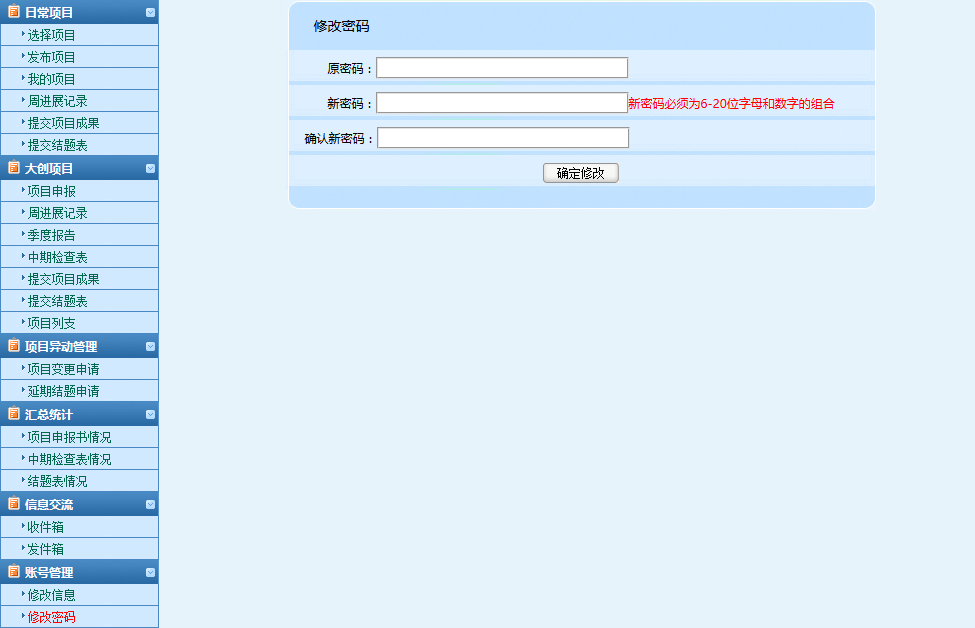 日常项目
选择项目
发布项目
我的项目
周进展记录
提交项目成果
提交结题表
大创项目
项目申报
周进展记录
季度报告
中期检查表
提交项目成果
提交结题表
项目列支
项目异动管理
项目变更申请
延期结题申请
汇总统计
项目申报书情况
中期检查表情况
结题表情况
信息交流
收件箱
发件箱
账号管理
修改信息
修改密码
修改密码
原密码：
新密码：新密码必须为6-20位字母和数字的组合
确认新密码：
确定修改